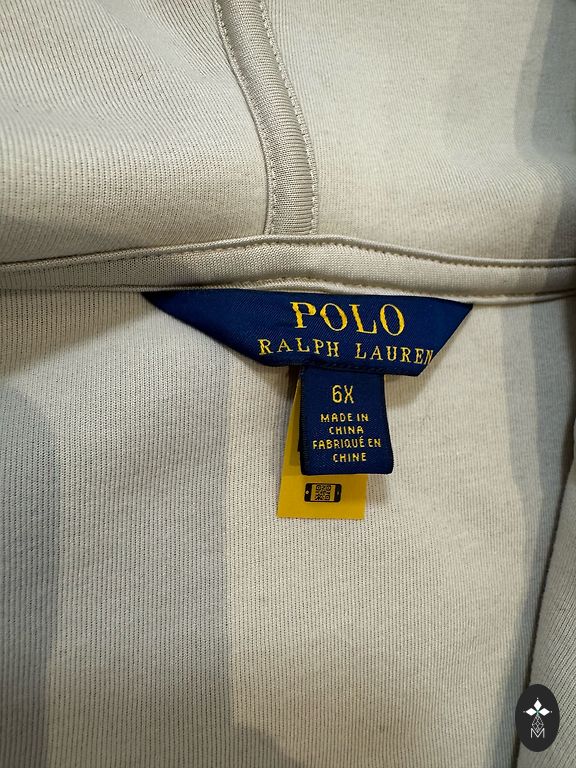 POLO
RALPH LAUREN
6X
MADE IN
CHINA
FABRIQUÉ EN
CHINE
M